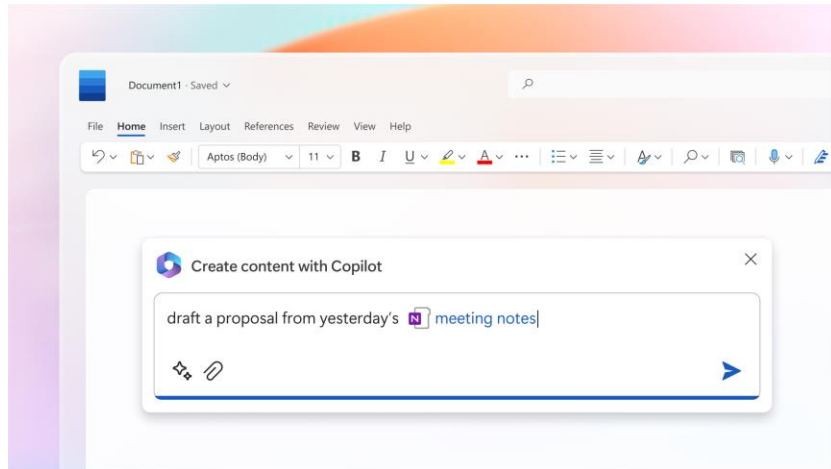 Document1 · Saved
File Home Insert Layout References Review View Help
Aptos (Body) 11 B I U A
Create content with Copilot
draft a proposal from yesterday's N meeting notes